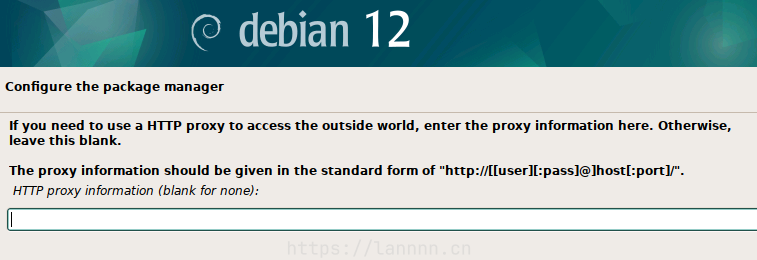 debian 12
Configure the package manager
If you need to use a HTTP proxy to access the outside world, enter the proxy information here. Otherwise,
leave this blank.
The proxy information should be given in the standard form of "http://[[user][:pass]@]host[:port]/".
HTTP proxy information (blank for none):
https://lannnn.cn